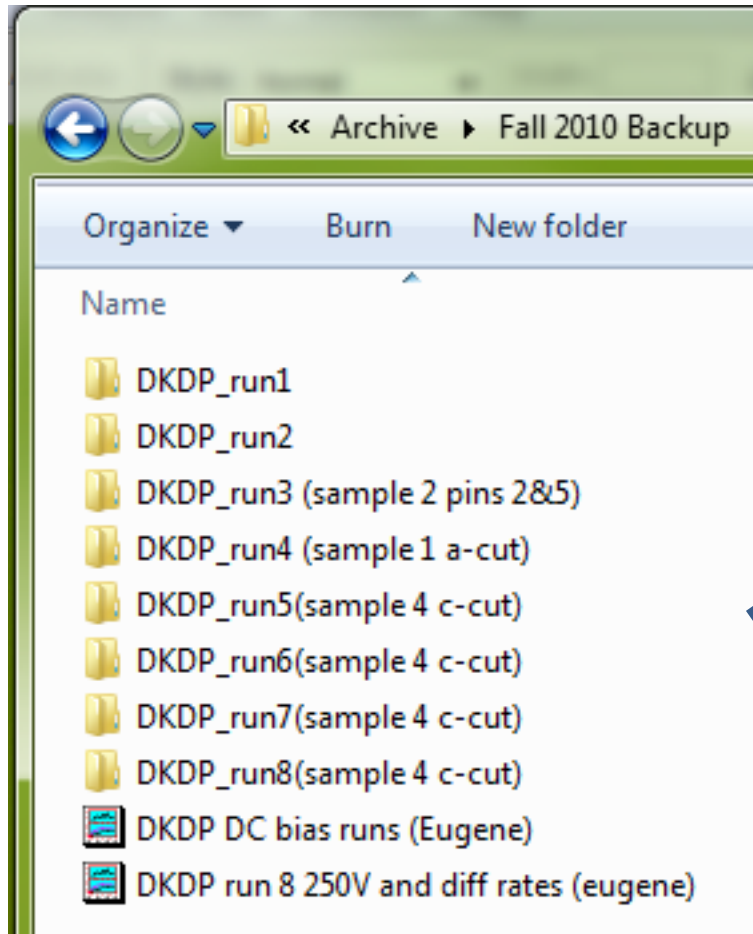 « Archive ▸ Fall 2010 Backup
Organize ▼ Burn New folder
Name
DKDP_run1
DKDP_run2
DKDP_run3 (sample 2 pins 2&5)
DKDP_run4 (sample 1 a-cut)
DKDP_run5(sample 4 c-cut)
DKDP_run6(sample 4 c-cut)
DKDP_run7(sample 4 c-cut)
DKDP_run8(sample 4 c-cut)
DKDP DC bias runs (Eugene)
DKDP run 8 250V and diff rates (eugene)